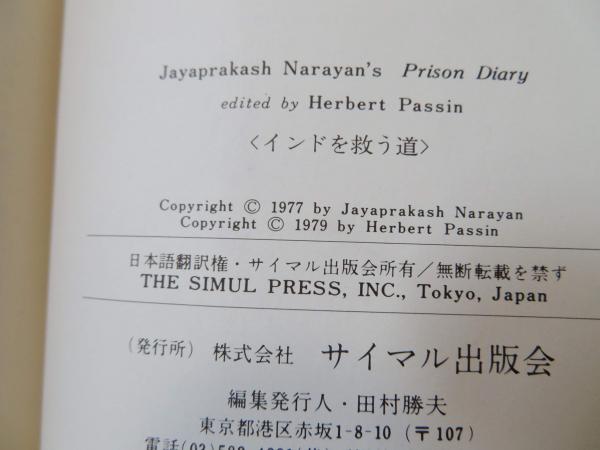 Jayaprakash Narayan's Prison Diary
edited by Herbert Passin
〈インドを救う道〉
Copyright © 1977 by Jayaprakash Narayan
Copyright © 1979 by Herbert Passin
日本語翻訳権・サイマル出版会所有／無断転載を禁ず
THE SIMUL PRESS, INC., Tokyo, Japan
(発行所) 株式会社 サイマル出版会
編集発行人・田村勝夫
東京都港区赤坂1-8-10 (〒107)
電話(03)